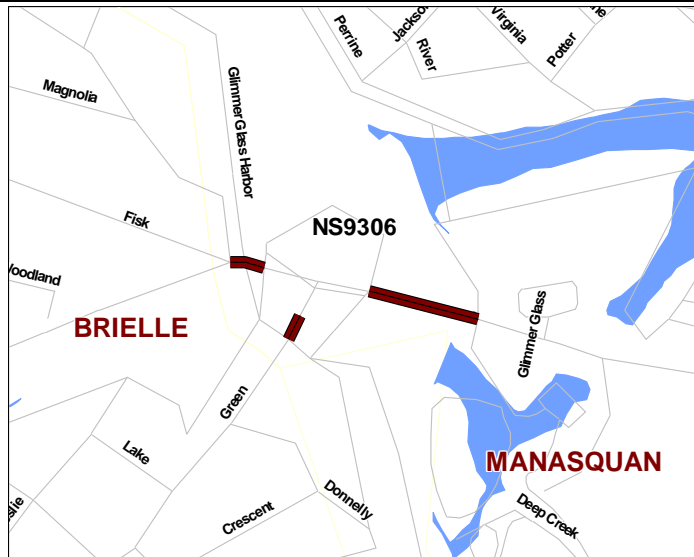 Perrine
Jackson
River
Virginia
Potter
Magnolia
Glimmer Glass Harbor
Fisk
NS9306
Woodland
BRIELLE
Glimmer Glass
Green
Lake
MANASQUAN
Crescent
Donnelly
Deep Creek